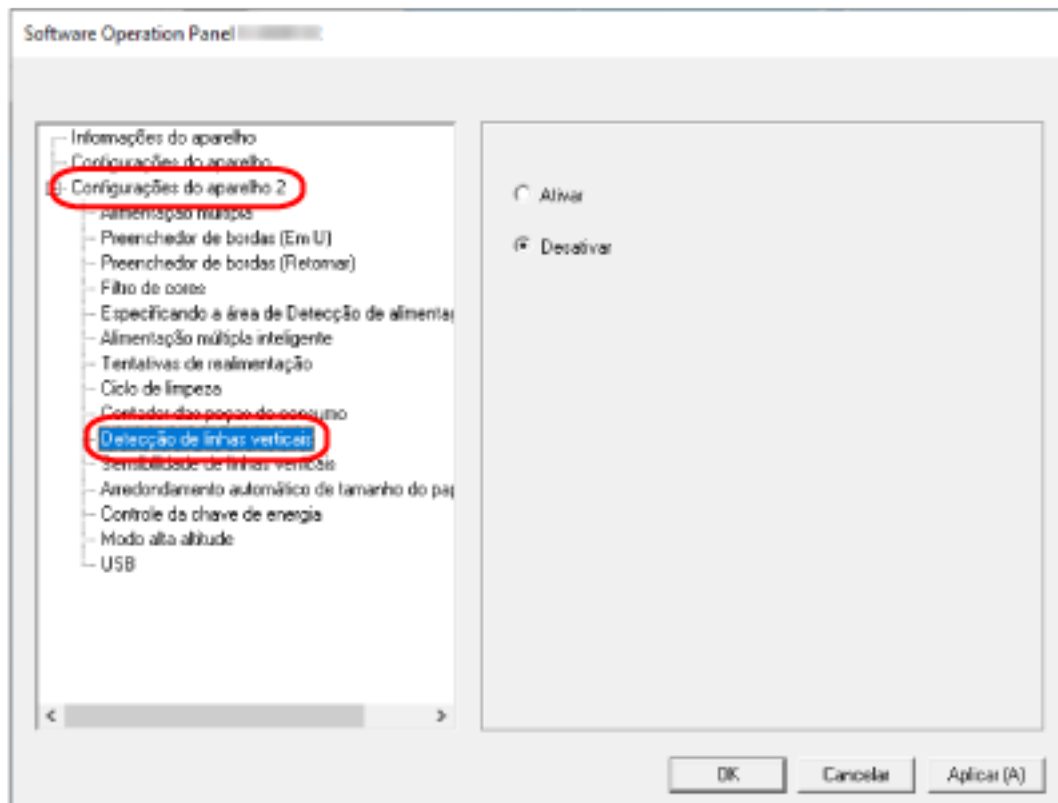 Software Operation Panel
Informações do aparelho
Configurações do aparelho
Configurações do aparelho 2
Alimentação múltipla
Preenchedor de bordas (Em U)
Preenchedor de bordas (Retornar)
Filtro de cores
Especificando a área de Detecção de alimentaç
Alimentação múltipla inteligente
Tentativas de realimentação
Ciclo de limpeza
Contador das peças de consumo
Detecção de linhas verticais
Sensibilidade de linhas verticais
Arredondamento automático de tamanho do pap
Controle da chave de energia
Modo alta altitude
USB
Ativar
Desativar
OK
Cancelar
Aplicar (A)